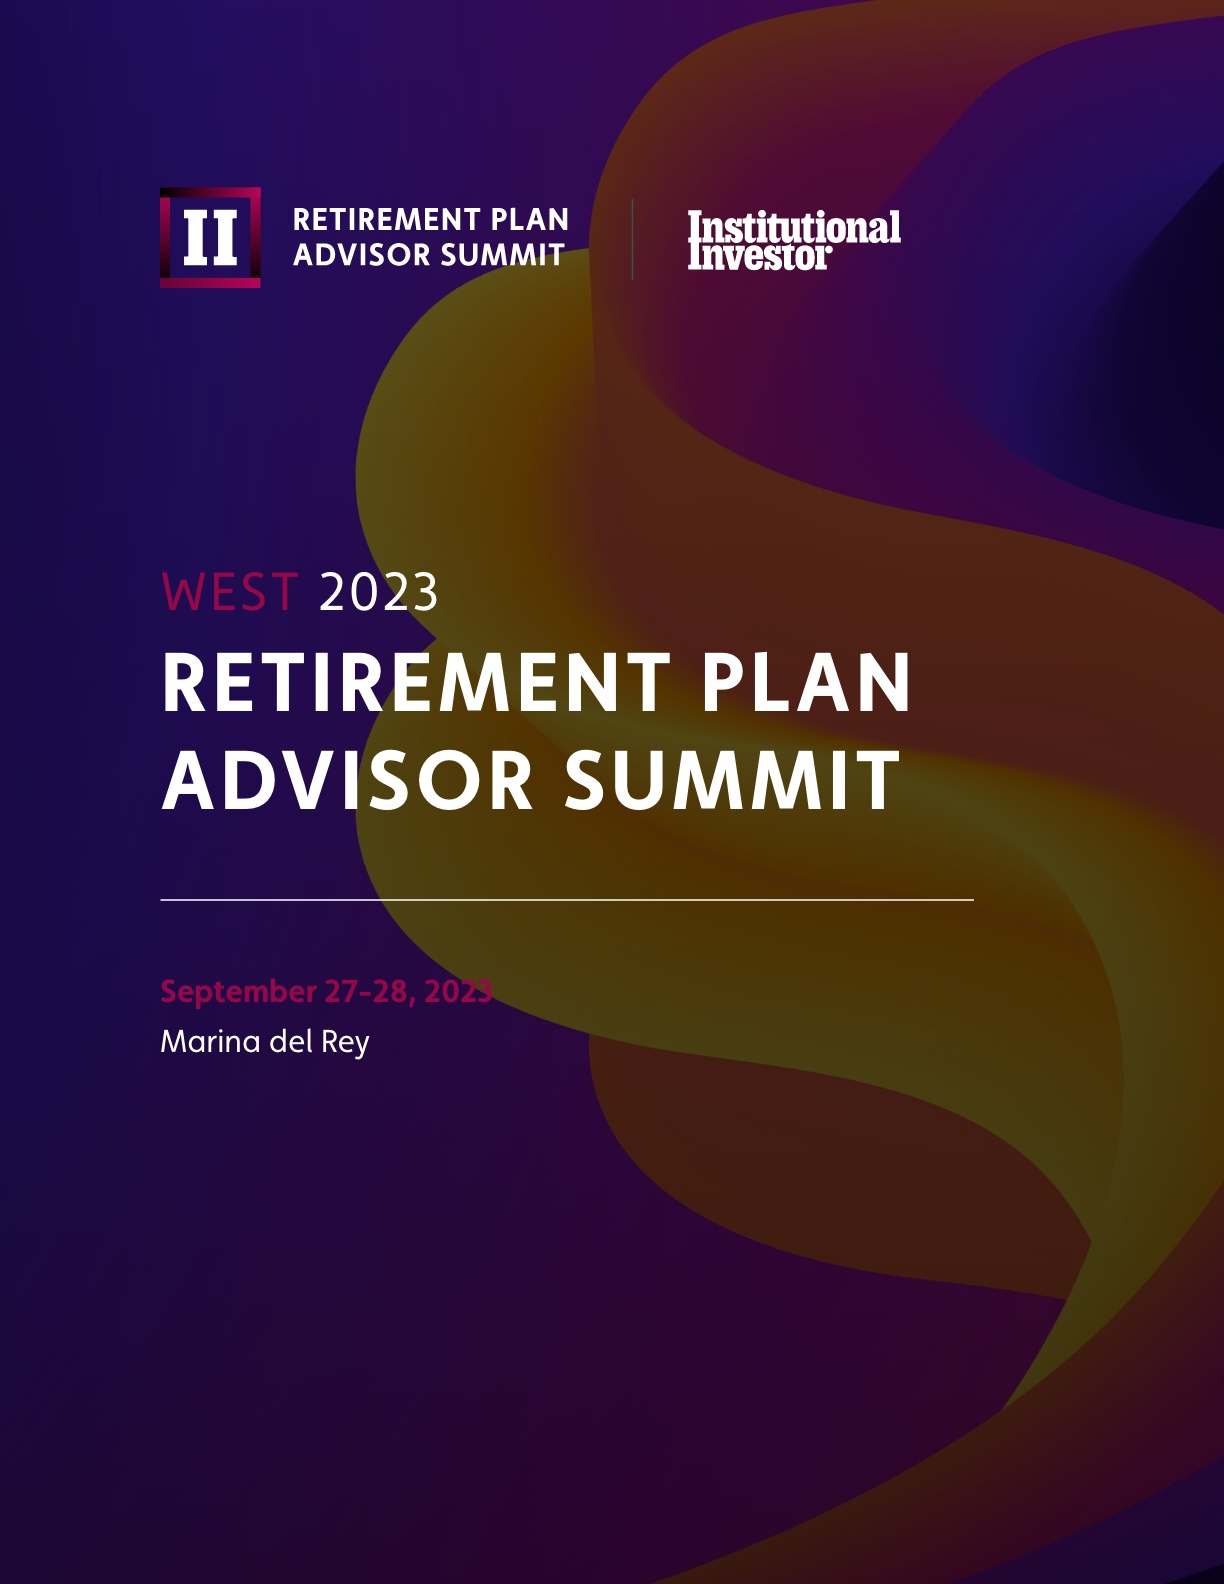 II
RETIREMENT PLAN
ADVISOR SUMMIT
Institutional
Investor
WEST 2023
RETIREMENT PLAN
ADVISOR SUMMIT
September 27–28, 2023
Marina del Rey